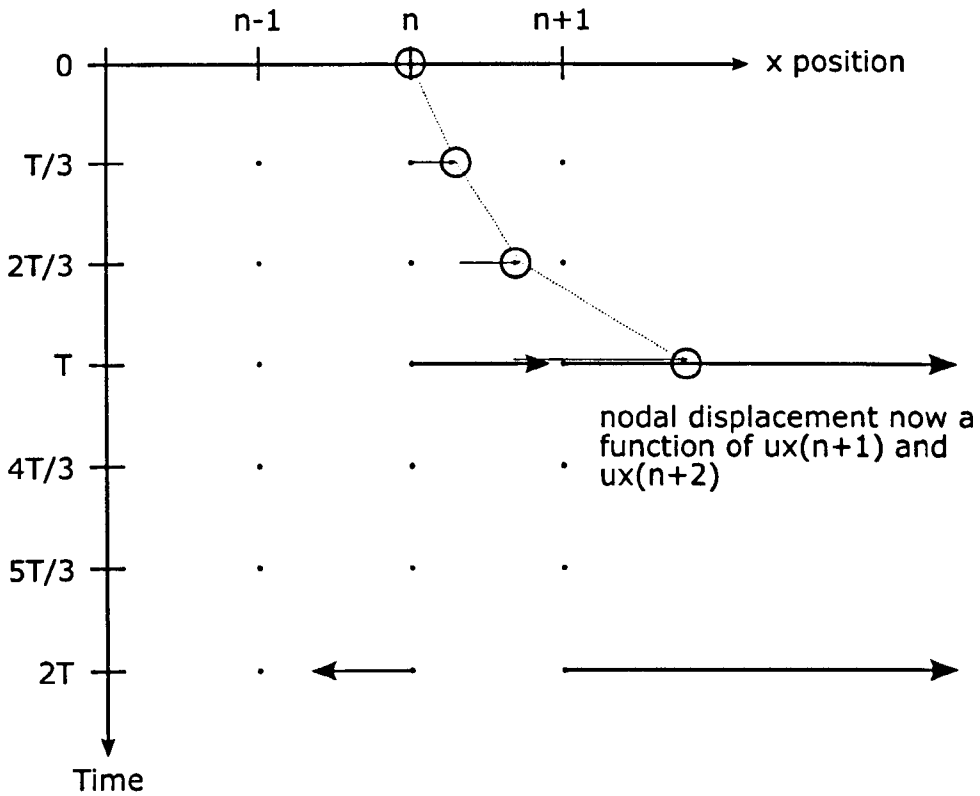 n-1 n n+1
0 x position
T/3
2T/3
T
nodal displacement now a
function of ux(n+1) and
ux(n+2)
4T/3
5T/3
2T
Time